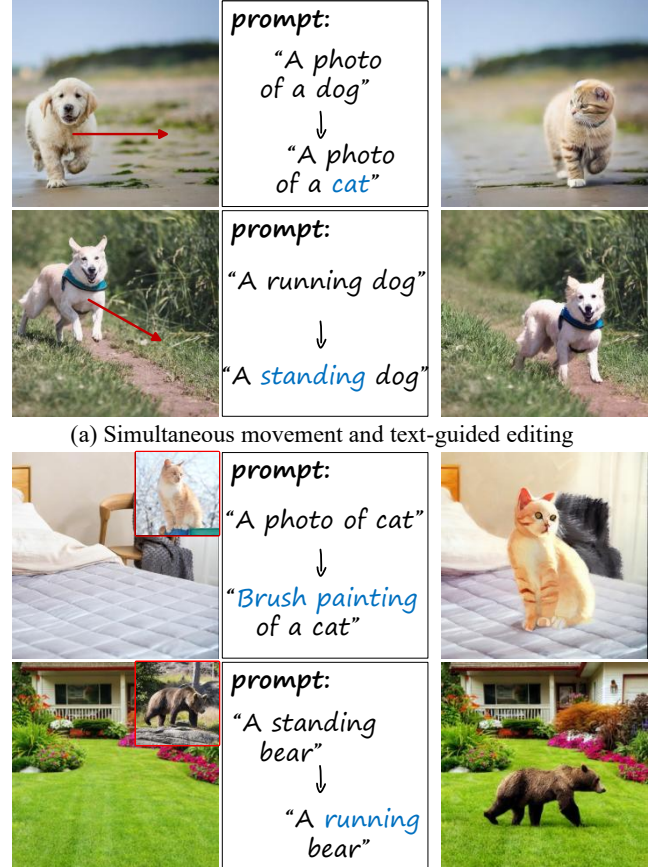 prompt:
“A photo
of a dog”
“A photo
of a cat”
prompt:
“A running dog”
“A standing dog”
(a) Simultaneous movement and text-guided editing
prompt:
“A photo of cat”
“Brush painting
of a cat”
prompt:
“A standing
bear”
“A running
bear”